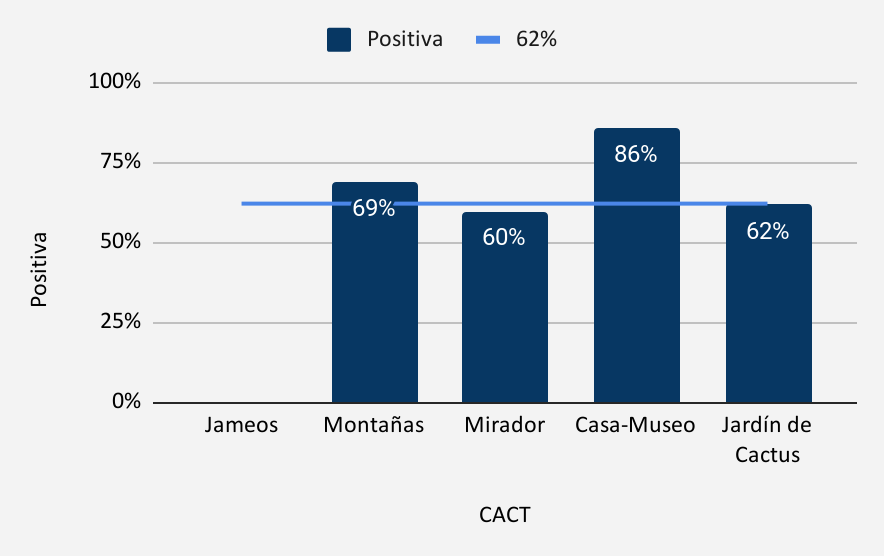 Positiva 62%
100%
75%
50%
25%
0%
Positiva
69%
60%
86%
62%
Jameos Montañas Mirador Casa-Museo Jardín de
Cactus
CACT